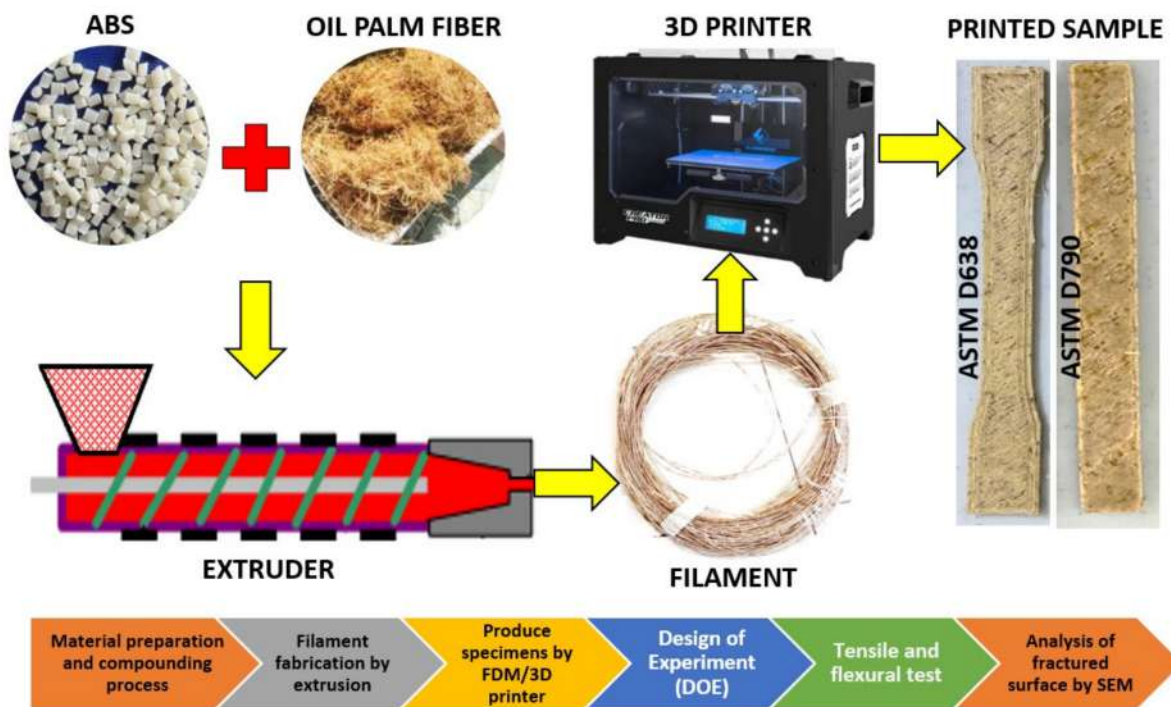 ABS
OIL PALM FIBER
3D PRINTER
PRINTED SAMPLE
ASTM D638
ASTM D790
EXTRUDER
FILAMENT
Material preparation
and compounding
process
Filament
fabrication by
extrusion
Produce
specimens by
FDM/3D
printer
Design of
Experiment
(DOE)
Tensile and
flexural test
Analysis of
fractured
surface by SEM